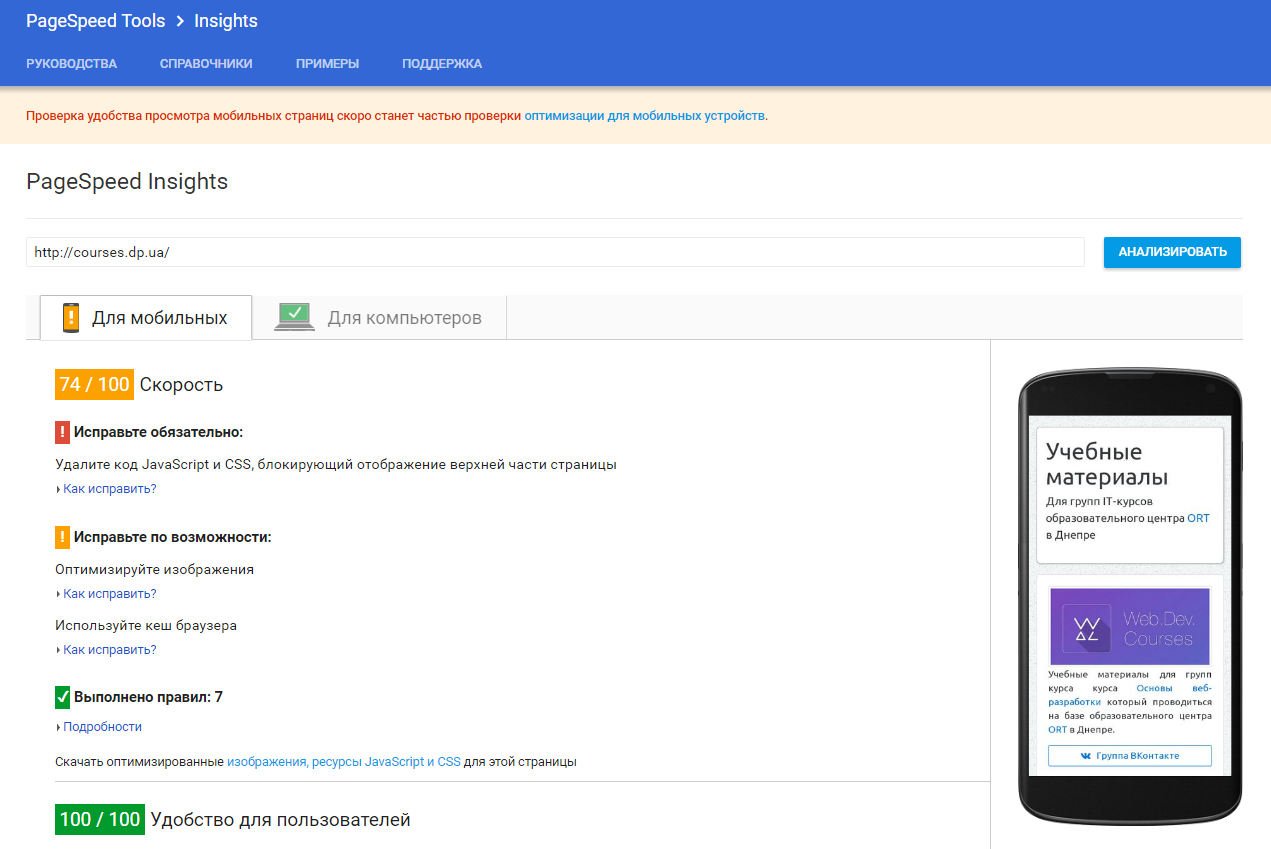 PageSpeed Tools > Insights
РУКОВОДСТВА СПРАВОЧНИКИ ПРИМЕРЫ ПОДДЕРЖКА
Проверка удобства просмотра мобильных страниц скоро станет частью проверки оптимизации для мобильных устройств.
PageSpeed Insights
http://courses.dp.ua/
АНАЛИЗИРОВАТЬ
Для мобильных
Для компьютеров
74 / 100 Скорость
! Исправьте обязательно:
Удалите код JavaScript и CSS, блокирующий отображение верхней части страницы
Как исправить?
! Исправьте по возможности:
Оптимизируйте изображения
Как исправить?
Используйте кеш браузера
Как исправить?
Выполнено правил: 7
Подробности
Скачать оптимизированные изображения, ресурсы JavaScript и CSS для этой страницы
100 / 100 Удобство для пользователей
Учебные
материалы
Для групп IT-курсов
образовательного центра ORT
в Днепре
Web.Dev.
Courses
Учебные материалы для групп
курса курса Основы веб-
разработки который проводиться
на базе образовательного центра
ORT в Днепре.
Группа ВКонтакте